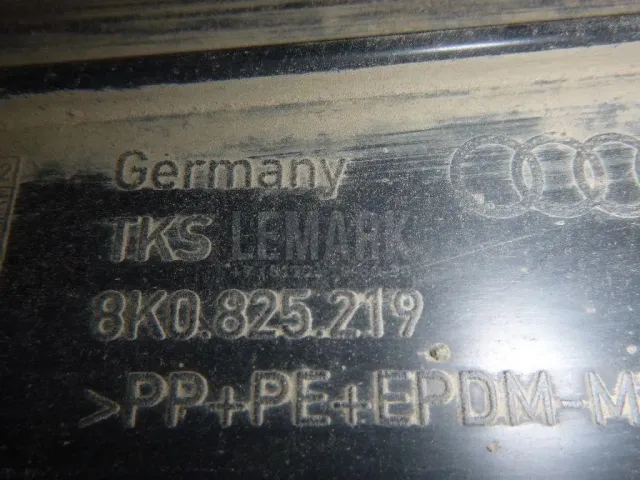 Germany
TKS
LEMARK
8K0.825.219
>PP+PE+EPDM-M